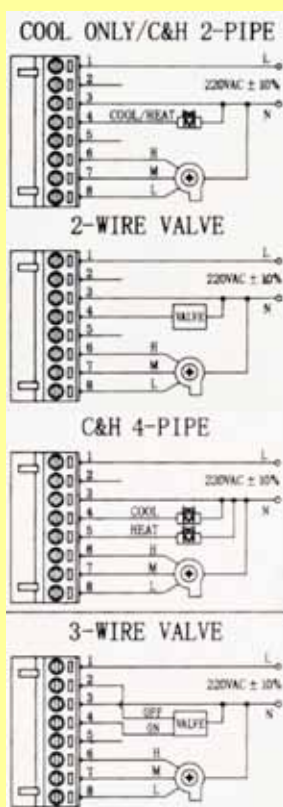 COOL ONLY/C&H 2-PIPE
1 L
2 220VAC ± 10%
3 N
4 COOL/HEAT
5
6 H
7 M
8 L
2-WIRE VALVE
1 L
2 220VAC ± 10%
3 N
4 VALVE
5
6 H
7 M
8 L
C&H 4-PIPE
1 L
2 220VAC ± 10%
3 N
4 COOL
5 HEAT
6 H
7 M
8 L
3-WIRE VALVE
1 L
2 220VAC ± 10%
3 OFF N
4 ON VALVE
5
6 H
7 M
8 L